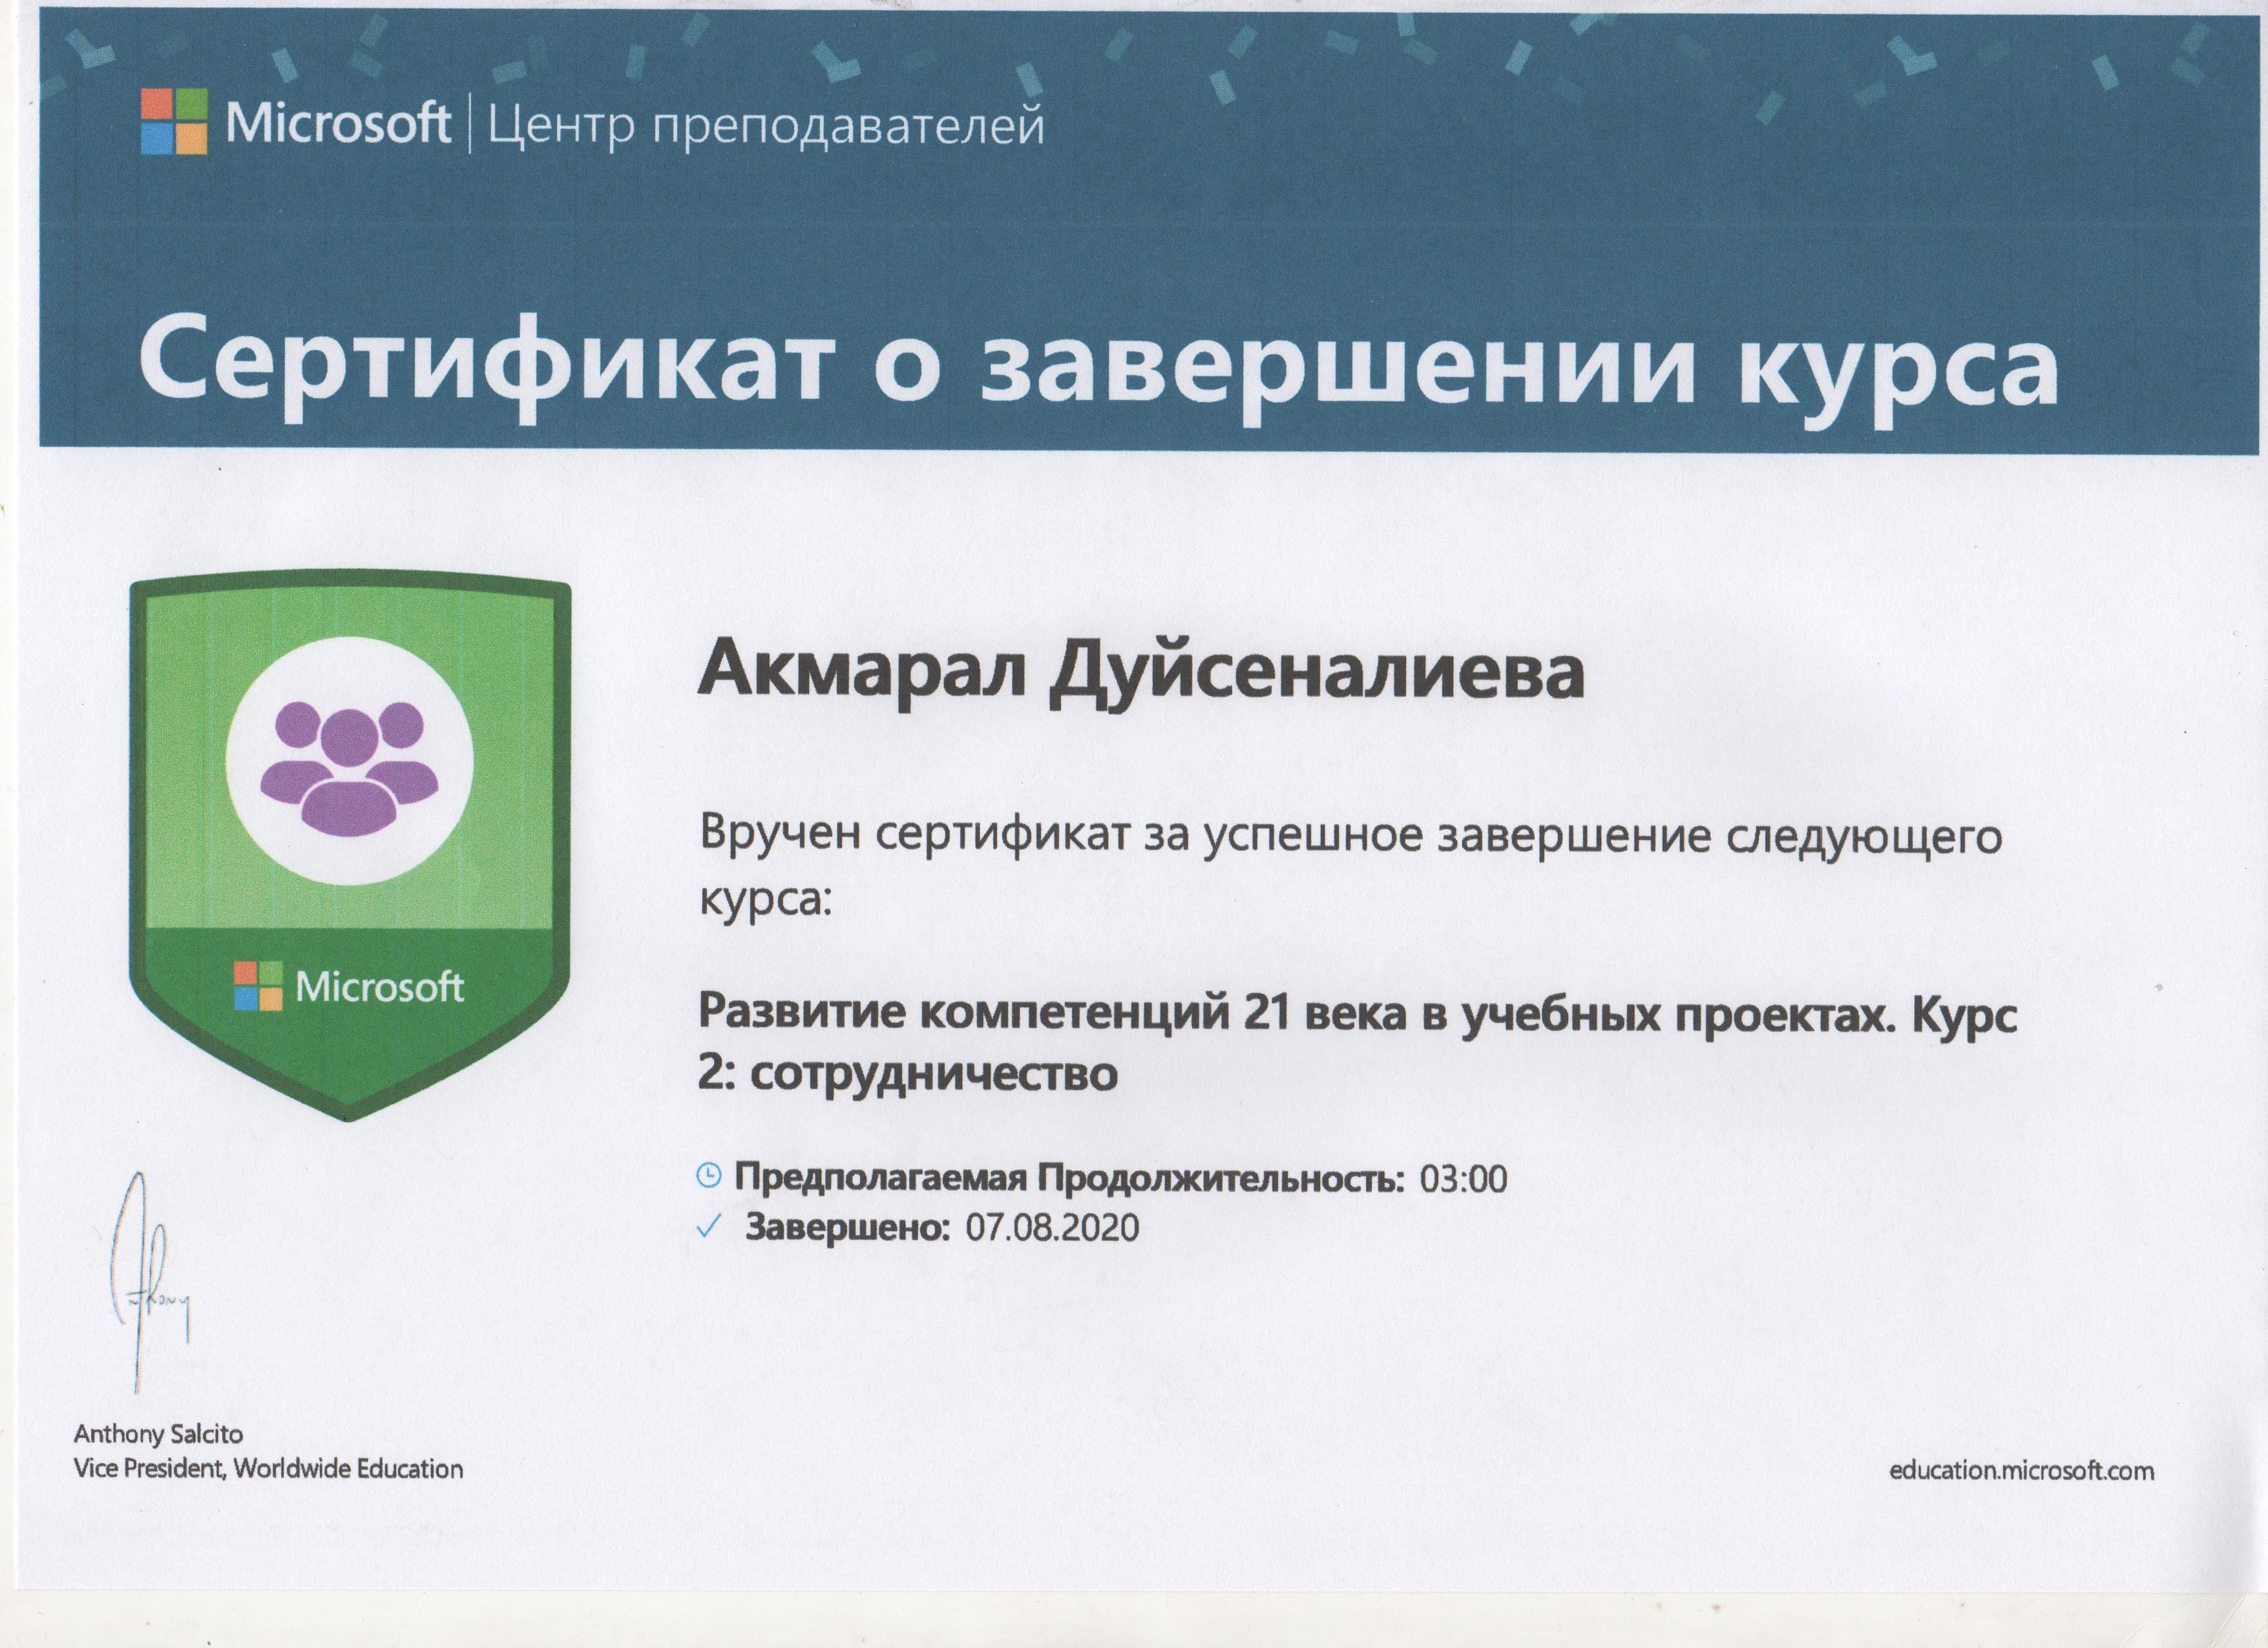 Microsoft | Центр преподавателей
Сертификат о завершении курса
Акмарал Дуйсеналиева
Вручен сертификат за успешное завершение следующего
курса:
Развитие компетенций 21 века в учебных проектах. Курс
2: сотрудничество
Предполагаемая Продолжительность: 03:00
Завершено: 07.08.2020
Microsoft
Anthony
Anthony Salcito
Vice President, Worldwide Education
education.microsoft.com